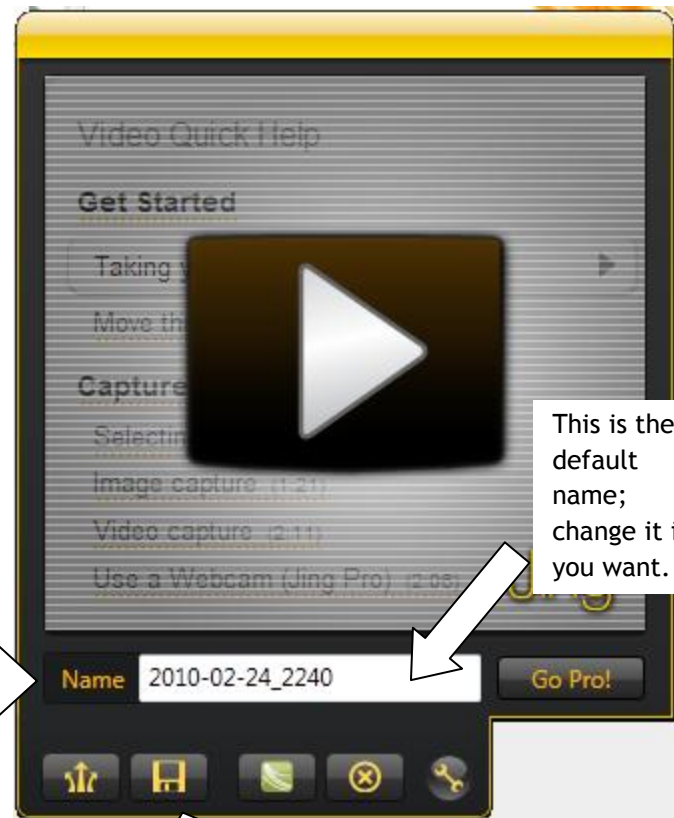 Video Quick Help
Get Started
Taking
Move th
Capture
Selectin
Image capture (1:21)
Video capture (2:11)
Use a Webcam (Jing Pro) (2:06)
This is the
default
name;
change it i
you want.
Name 2010-02-24_2240 Go Pro!